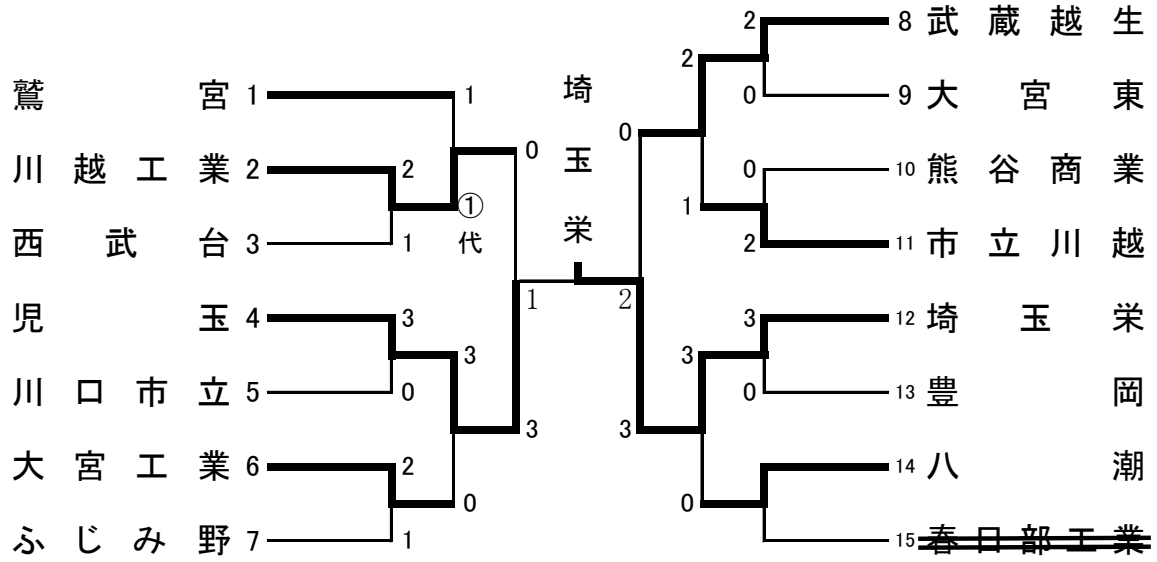 鷲宮 1
1
川越工業 2
2
①
代
西武台 3
1
0
児玉 4
3
3
川口市立 5
0
3
大宮工業 6
2
0
ふじみ野 7
1
1
埼玉栄
2
2
8 武蔵越生
2
0
9 大宮東
0
0
10 熊谷商業
1
2
11 市立川越
3
12 埼玉栄
3
0
13 豊岡
3
14 八潮
0
15 春日部工業